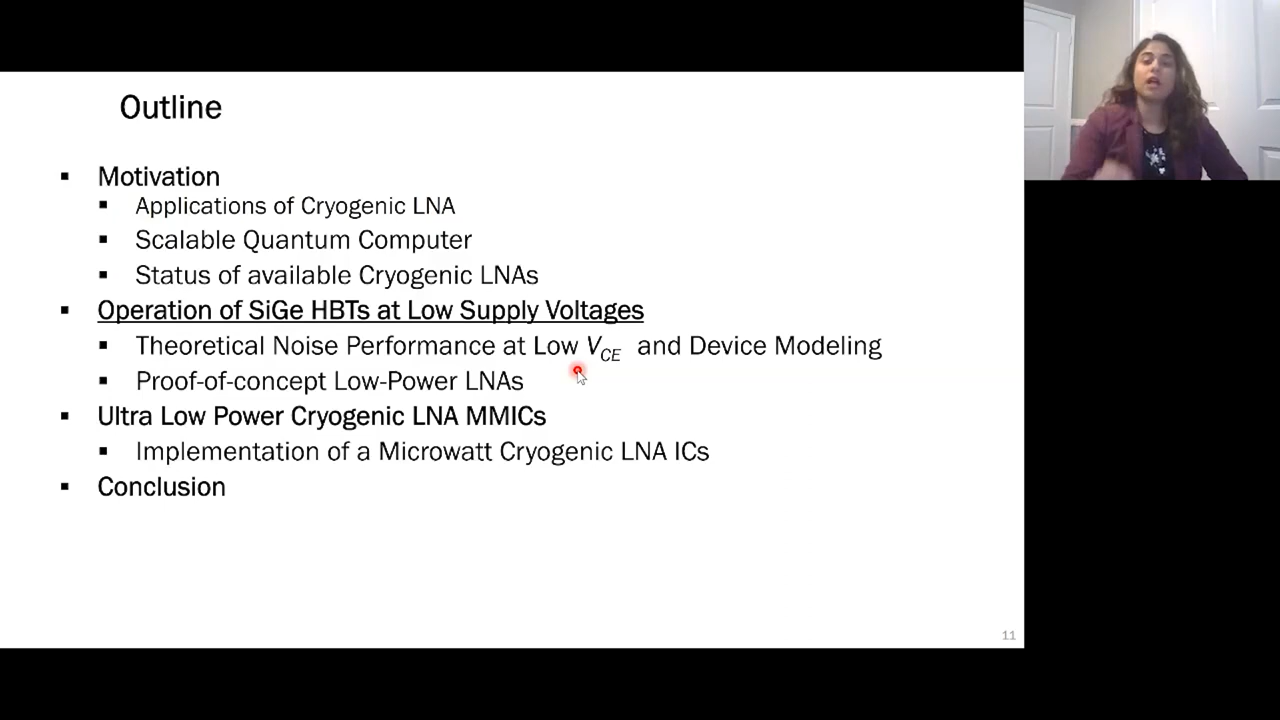 Outline
▪ Motivation
▪ Applications of Cryogenic LNA
▪ Scalable Quantum Computer
▪ Status of available Cryogenic LNAs
▪ Operation of SiGe HBTs at Low Supply Voltages
▪ Theoretical Noise Performance at Low V_CE and Device Modeling
▪ Proof-of-concept Low-Power LNAs
▪ Ultra Low Power Cryogenic LNA MMICs
▪ Implementation of a Microwatt Cryogenic LNA ICs
▪ Conclusion
11